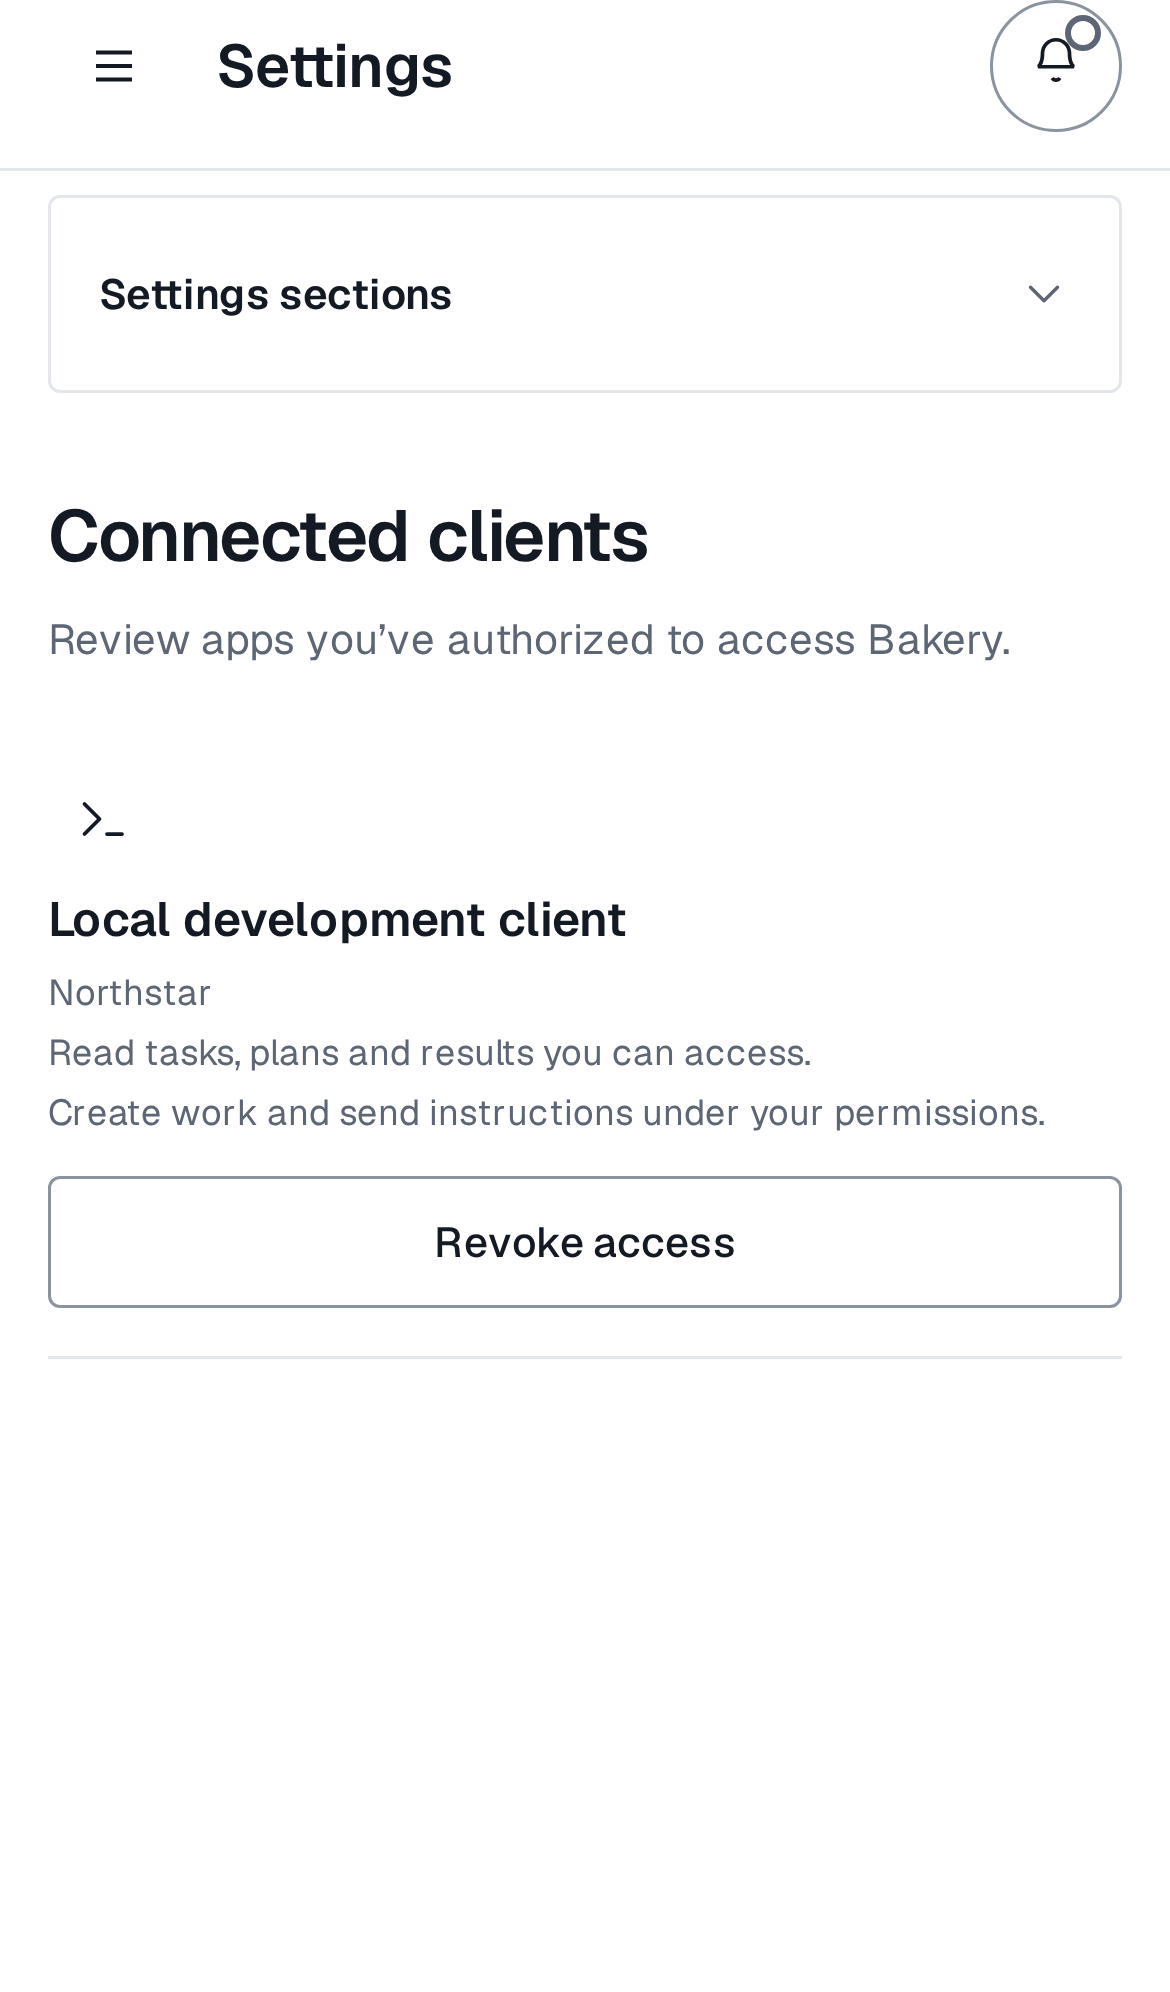 Settings
Settings sections
Connected clients
Review apps you’ve authorized to access Bakery.
Local development client
Northstar
Read tasks, plans and results you can access.
Create work and send instructions under your permissions.
Revoke access